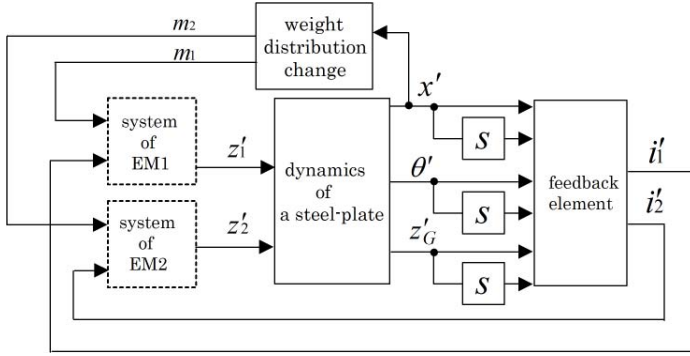 m₂
weight
distribution
change
m₁
x′
system
of
EM1
s
z′₁
i′₁
dynamics
of
a steel-plate
θ′
feedback
element
i′₂
s
system
of
EM2
z′₂
z′G
s